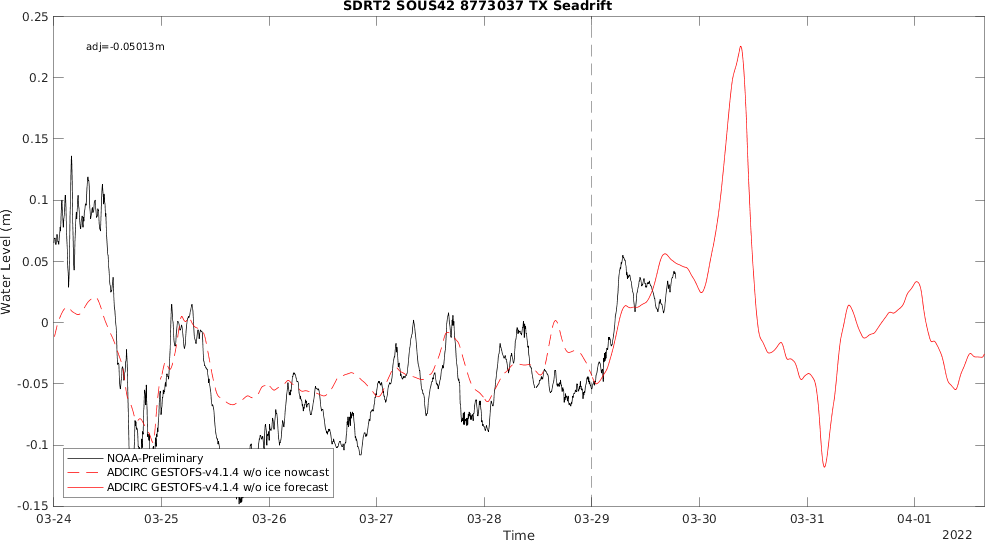 SDRT2 SOUS42 8773037 TX Seadrift
adj=-0.05013m
0.25
0.2
0.15
0.1
0.05
0
-0.05
-0.1
-0.15
Water Level (m)
NOAA-Preliminary
ADCIRC GESTOFS-v4.1.4 w/o ice nowcast
ADCIRC GESTOFS-v4.1.4 w/o ice forecast
03-24 03-25 03-26 03-27 03-28 03-29 03-30 03-31 04-01
Time
2022